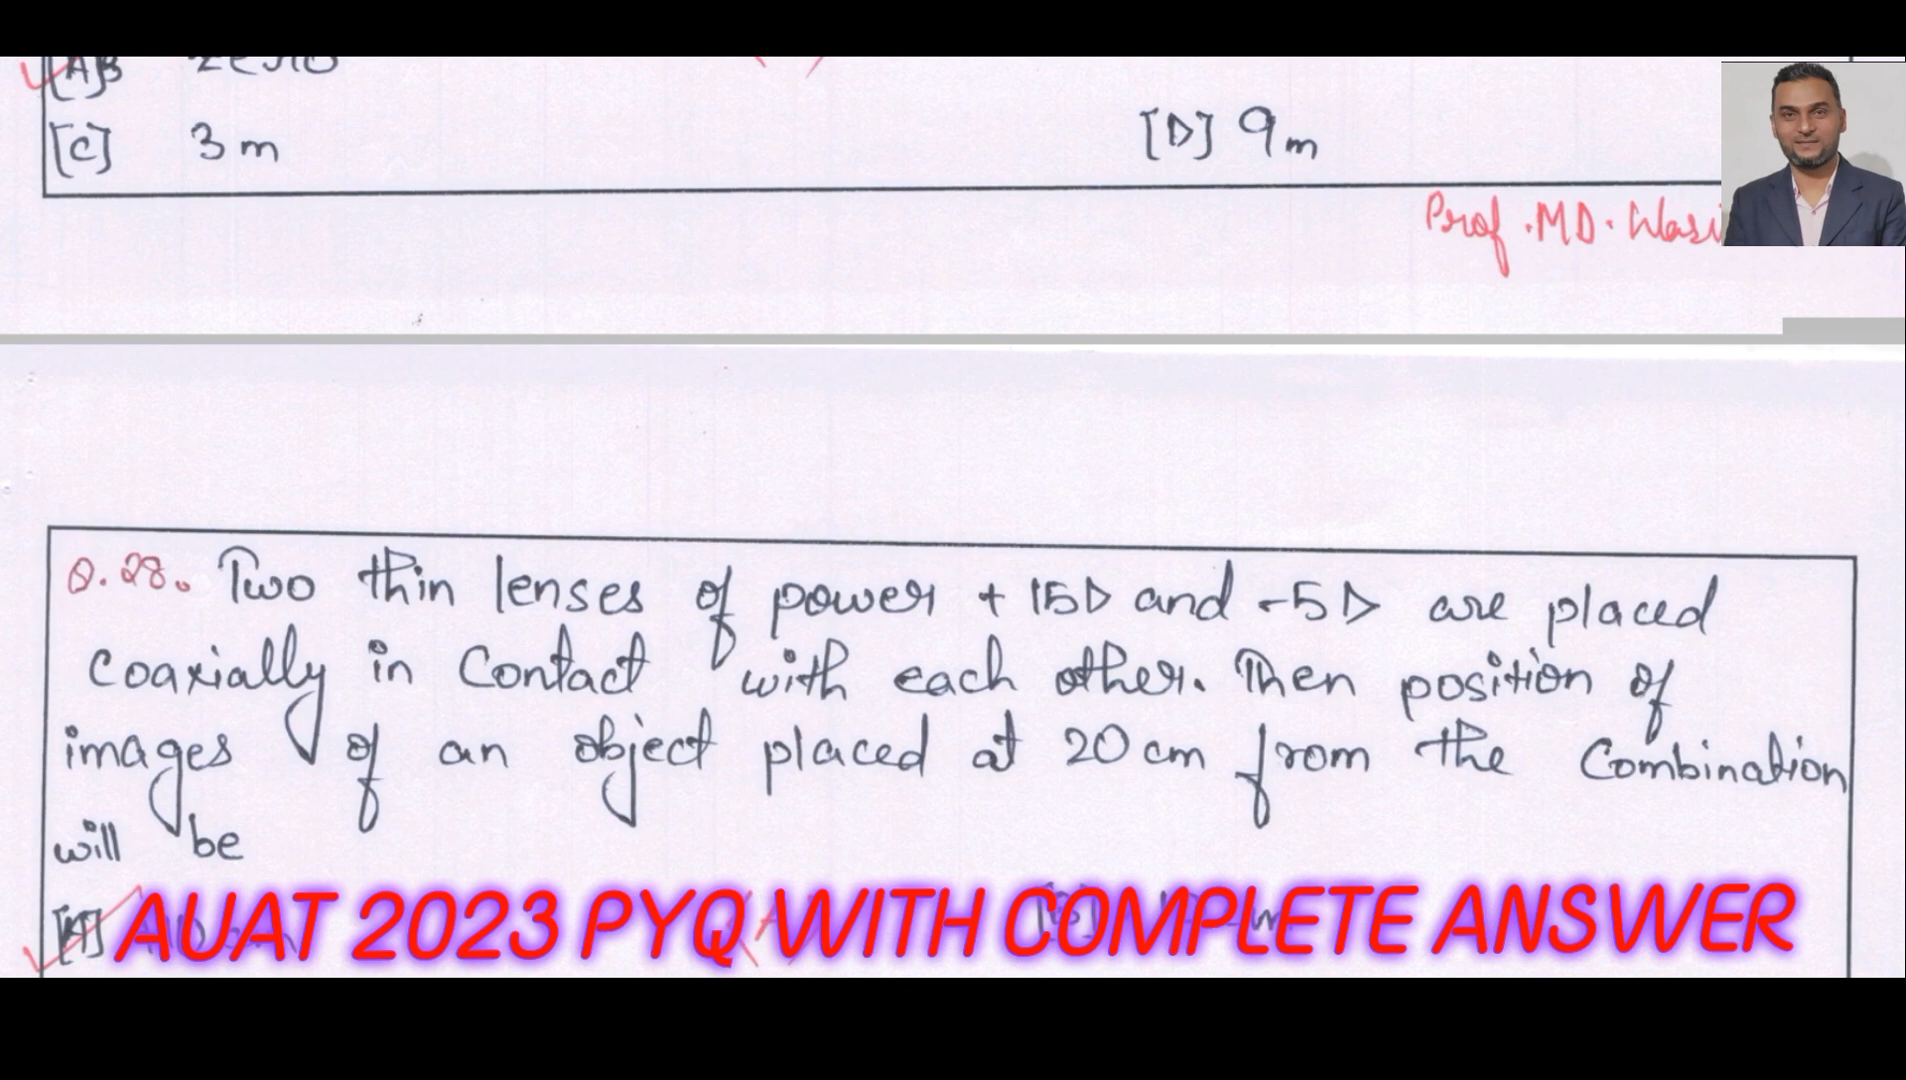 zero
[C] 3m [D] 9m
Prof. MD. Wasi
Q.28. Two thin lenses of power + 15D and -5D are placed
coaxially in contact with each other. Then position of
images of an object placed at 20 cm from the combination
will be
[A]
AUAT 2023 PYQ WITH COMPLETE ANSWER